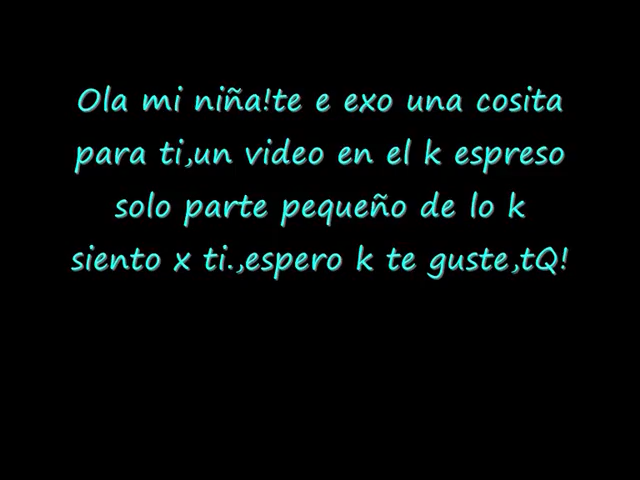 Ola mi niña!te e exo una cosita
para ti,un video en el k espreso
solo parte pequeño de lo k
siento x ti.,espero k te guste,tQ!